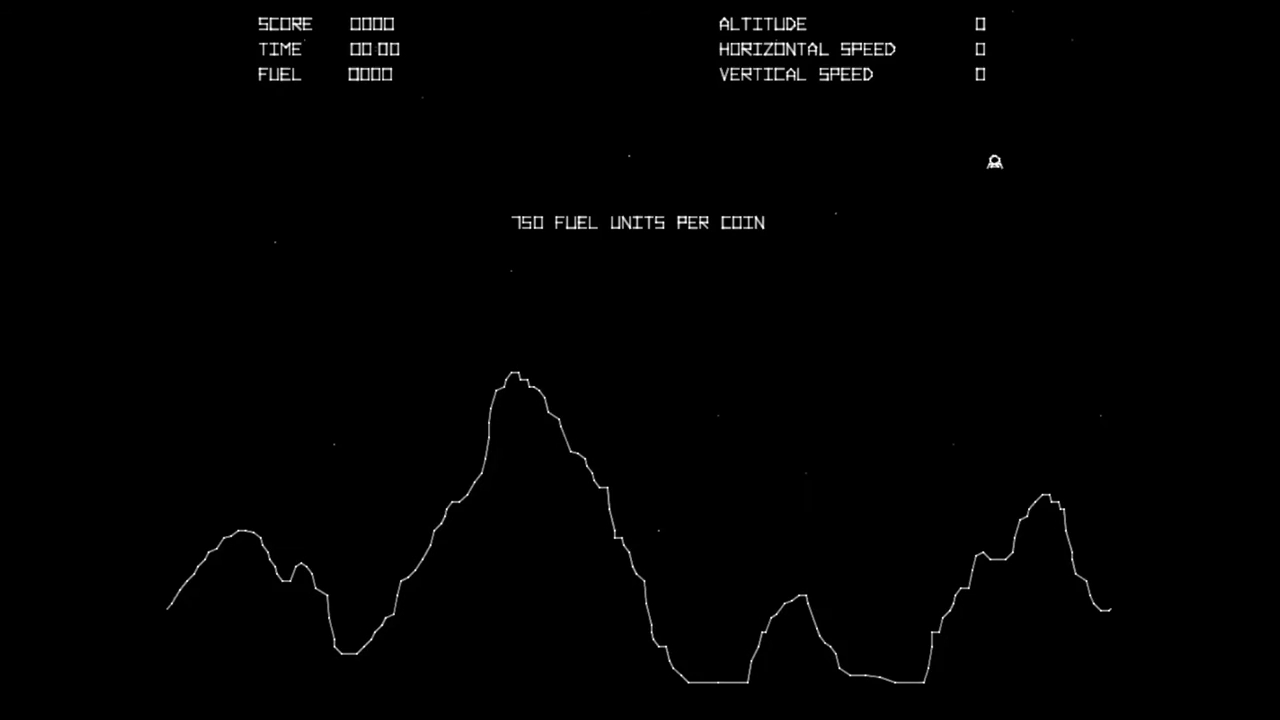 SCORE 0000
TIME 00:00
FUEL 0000
ALTITUDE 0
HORIZONTAL SPEED 0
VERTICAL SPEED 0
750 FUEL UNITS PER COIN